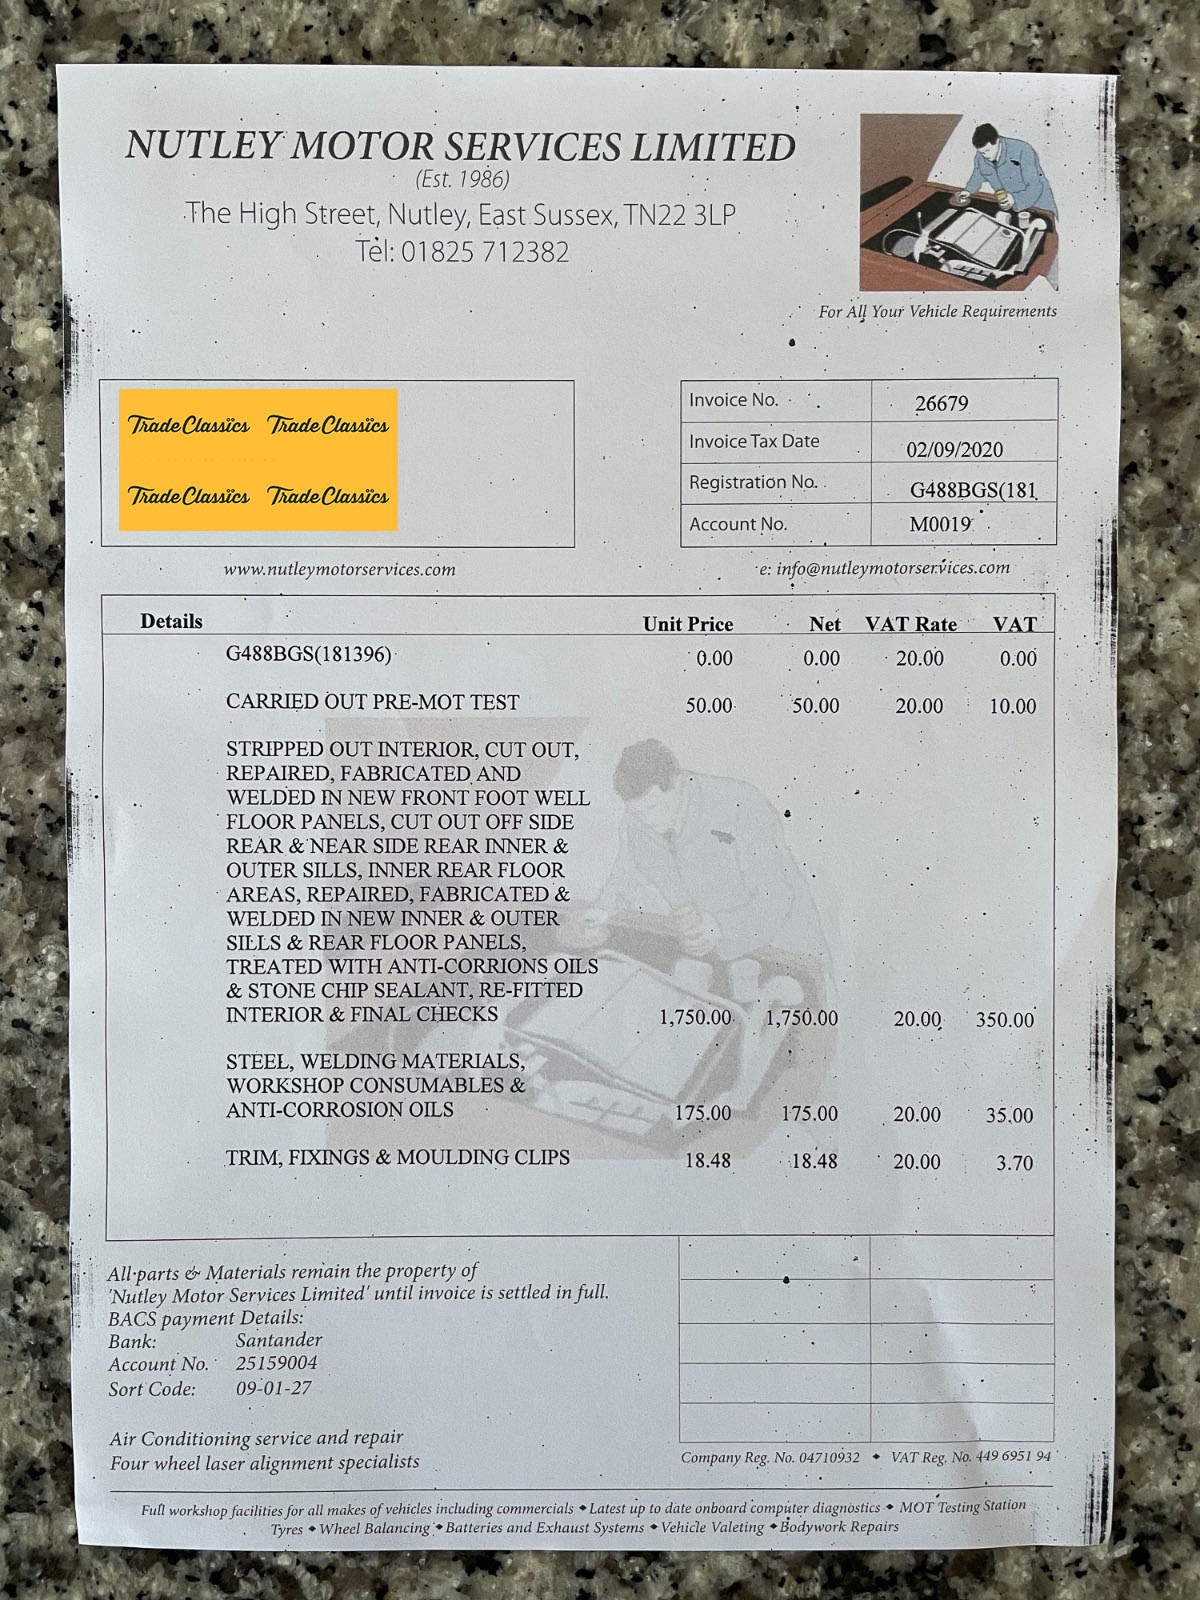 NUTLEY MOTOR SERVICES LIMITED
(Est. 1986)
The High Street, Nutley, East Sussex, TN22 3LP
Tel: 01825 712382
For All Your Vehicle Requirements
Trade Classics Trade Classics
Trade Classics Trade Classics
Invoice No. 26679
Invoice Tax Date 02/09/2020
Registration No. G488BGS(181
Account No. M0019
www.nutleymotorservices.com
e: info@nutleymotorservices.com
Details Unit Price Net VAT Rate VAT
G488BGS(181396) 0.00 0.00 20.00 0.00
CARRIED OUT PRE-MOT TEST 50.00 50.00 20.00 10.00
STRIPPED OUT INTERIOR, CUT OUT,
REPAIRED, FABRICATED AND
WELDED IN NEW FRONT FOOT WELL
FLOOR PANELS, CUT OUT OFF SIDE
REAR & NEAR SIDE REAR INNER &
OUTER SILLS, INNER REAR FLOOR
AREAS, REPAIRED, FABRICATED &
WELDED IN NEW INNER & OUTER
SILLS & REAR FLOOR PANELS,
TREATED WITH ANTI-CORRIONS OILS
& STONE CHIP SEALANT, RE-FITTED
INTERIOR & FINAL CHECKS 1,750.00 1,750.00 20.00 350.00
STEEL, WELDING MATERIALS,
WORKSHOP CONSUMABLES &
ANTI-CORROSION OILS 175.00 175.00 20.00 35.00
TRIM, FIXINGS & MOULDING CLIPS 18.48 18.48 20.00 3.70
All parts & Materials remain the property of
'Nutley Motor Services Limited' until invoice is settled in full.
BACS payment Details:
Bank: Santander
Account No. 25159004
Sort Code: 09-01-27
Air Conditioning service and repair
Four wheel laser alignment specialists
Company Reg. No. 04710932 ◆ VAT Reg. No. 449 6951 94
Full workshop facilities for all makes of vehicles including commercials ◆ Latest up to date onboard computer diagnostics ◆ MOT Testing Station
Tyres ◆ Wheel Balancing ◆ Batteries and Exhaust Systems ◆ Vehicle Valeting ◆ Bodywork Repairs